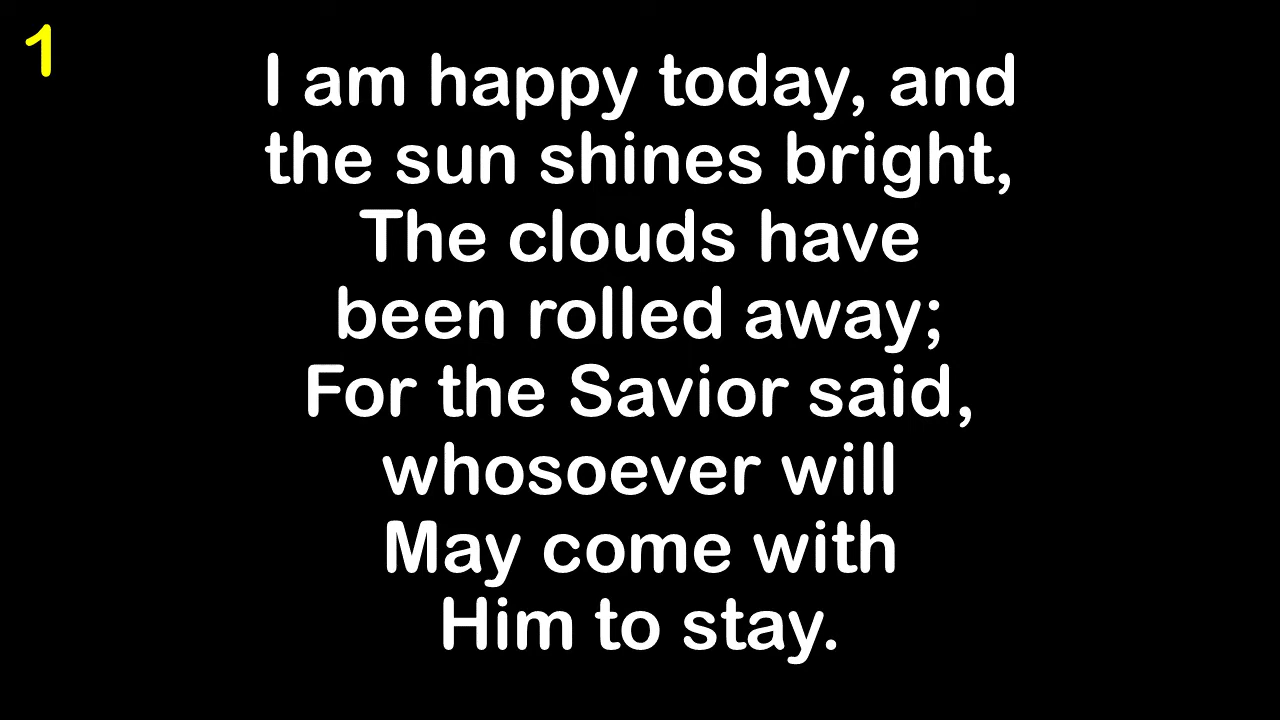 1
I am happy today, and
the sun shines bright,
The clouds have
been rolled away;
For the Savior said,
whosoever will
May come with
Him to stay.